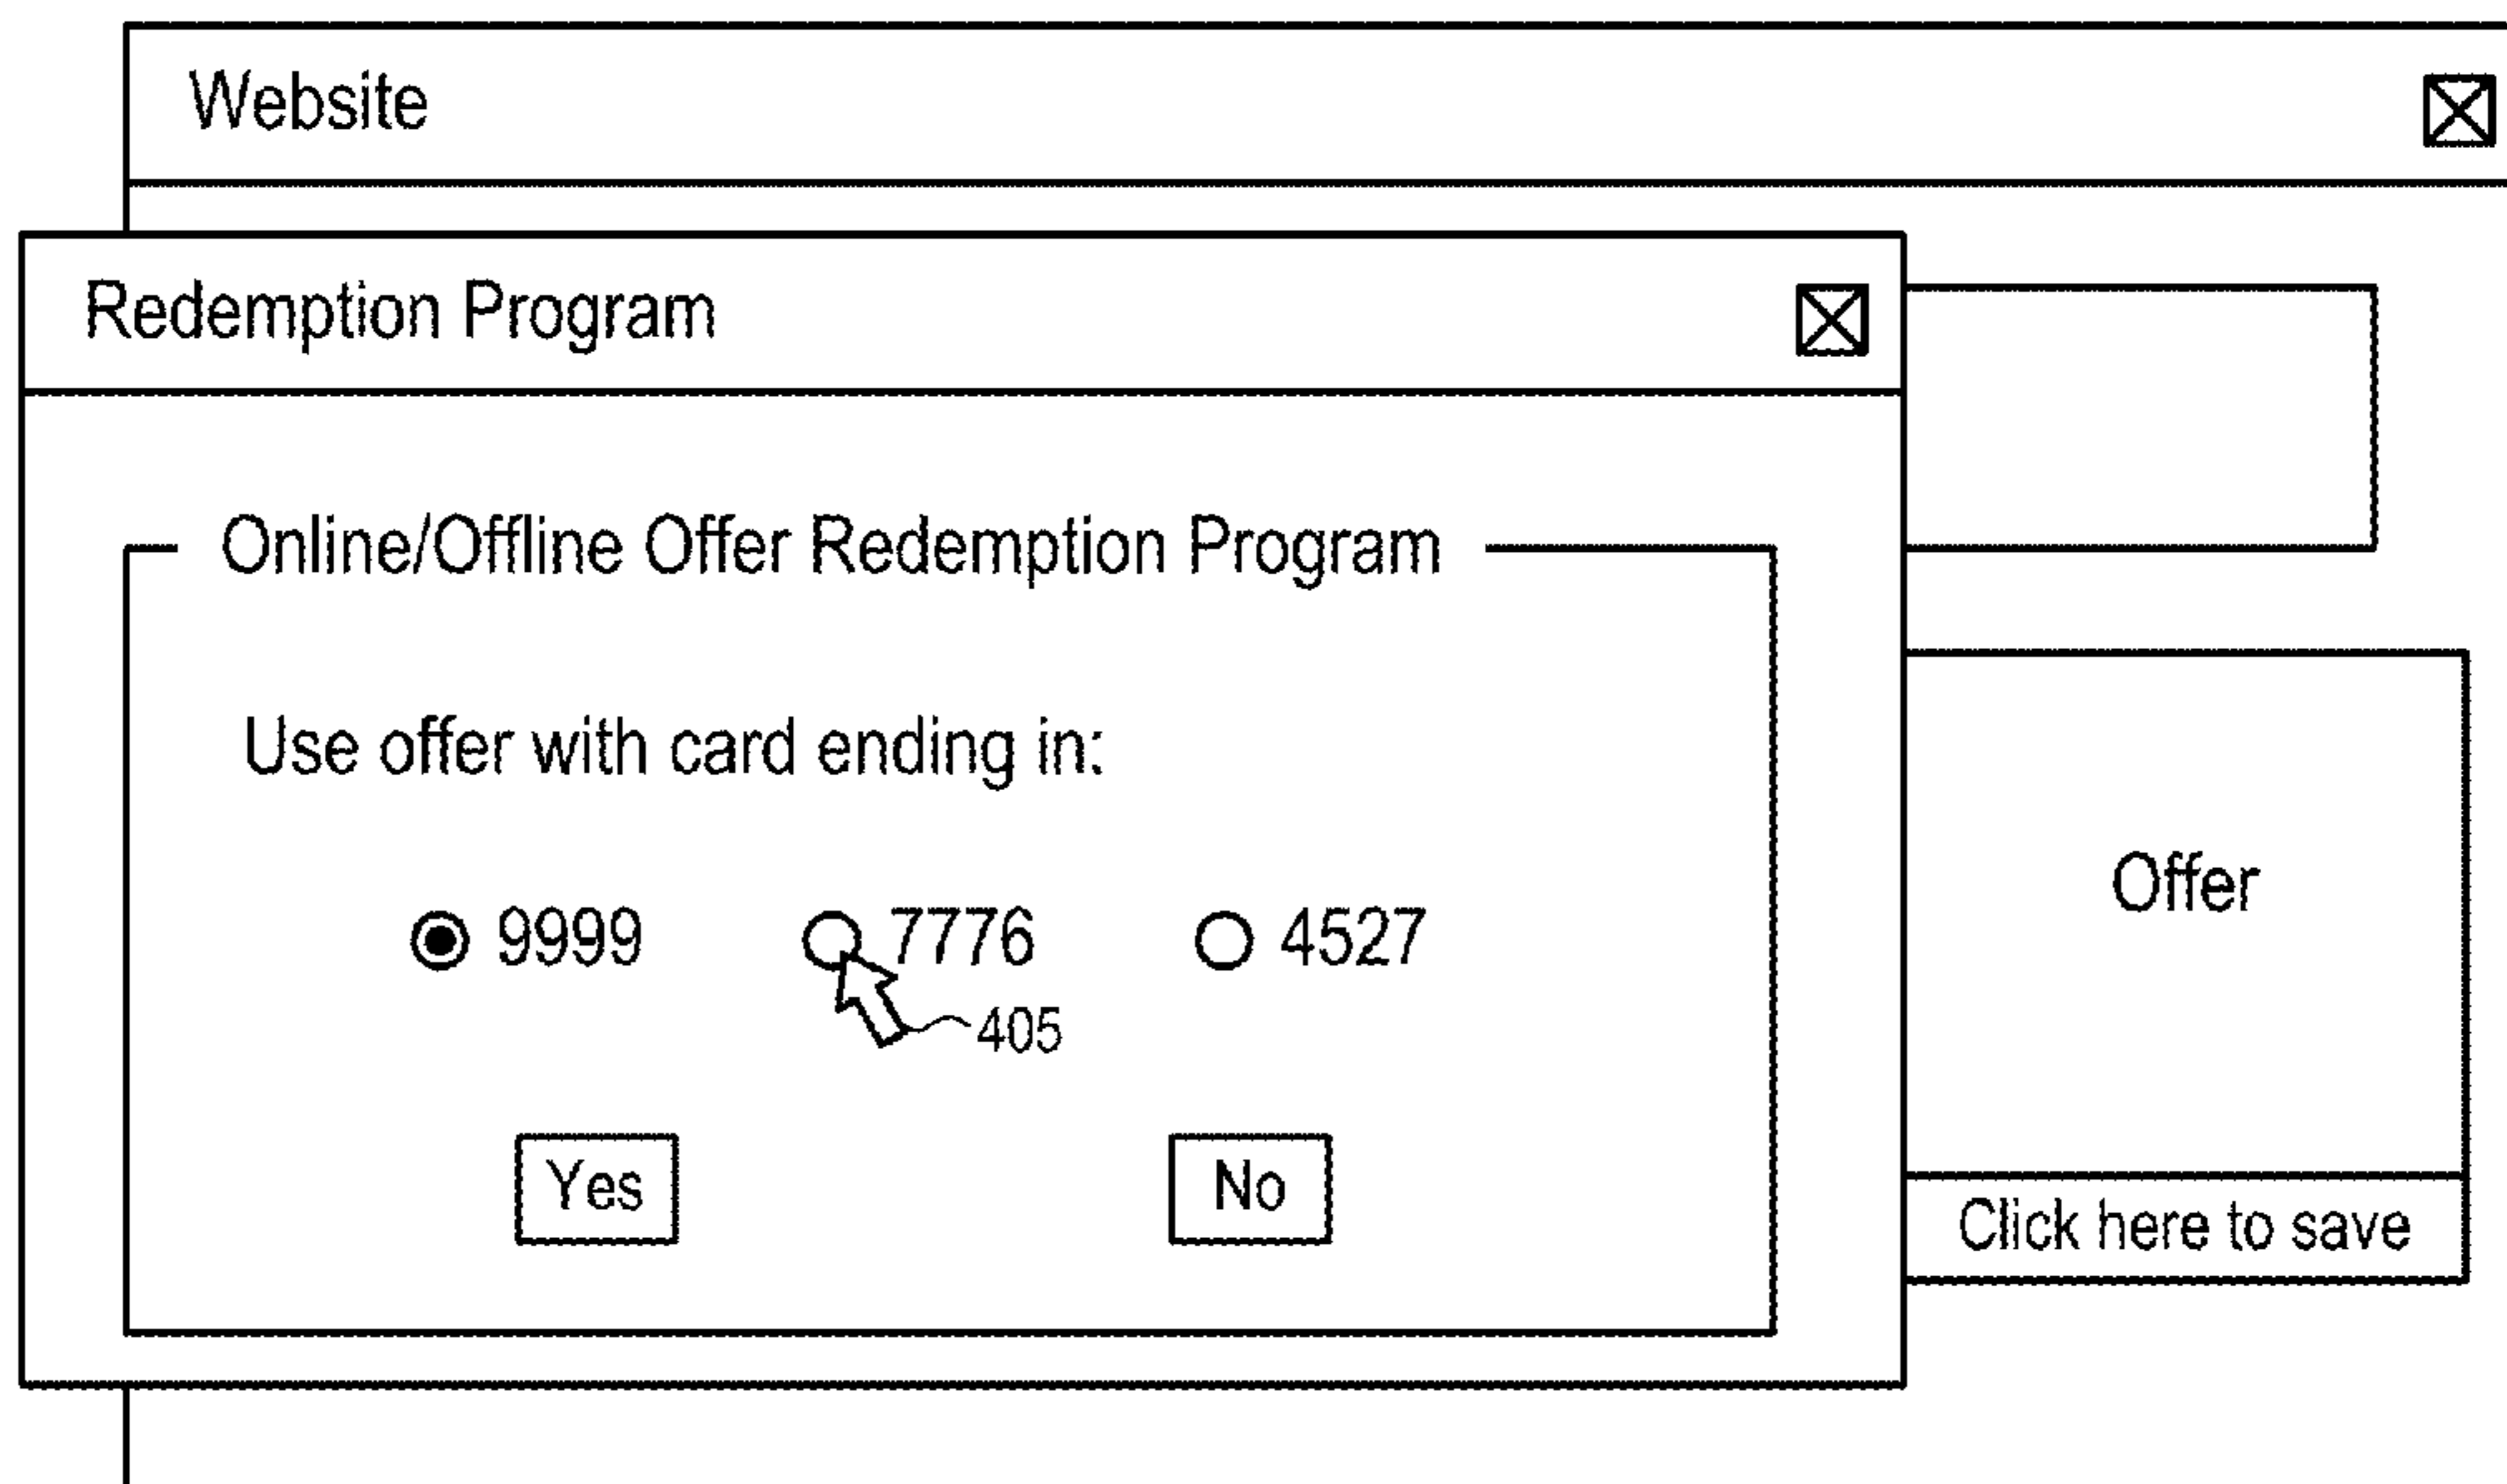 Website
Redemption Program
Online/Offline Offer Redemption Program
Use offer with card ending in:
9999 7776 4527
405
Yes No
Offer
Click here to save